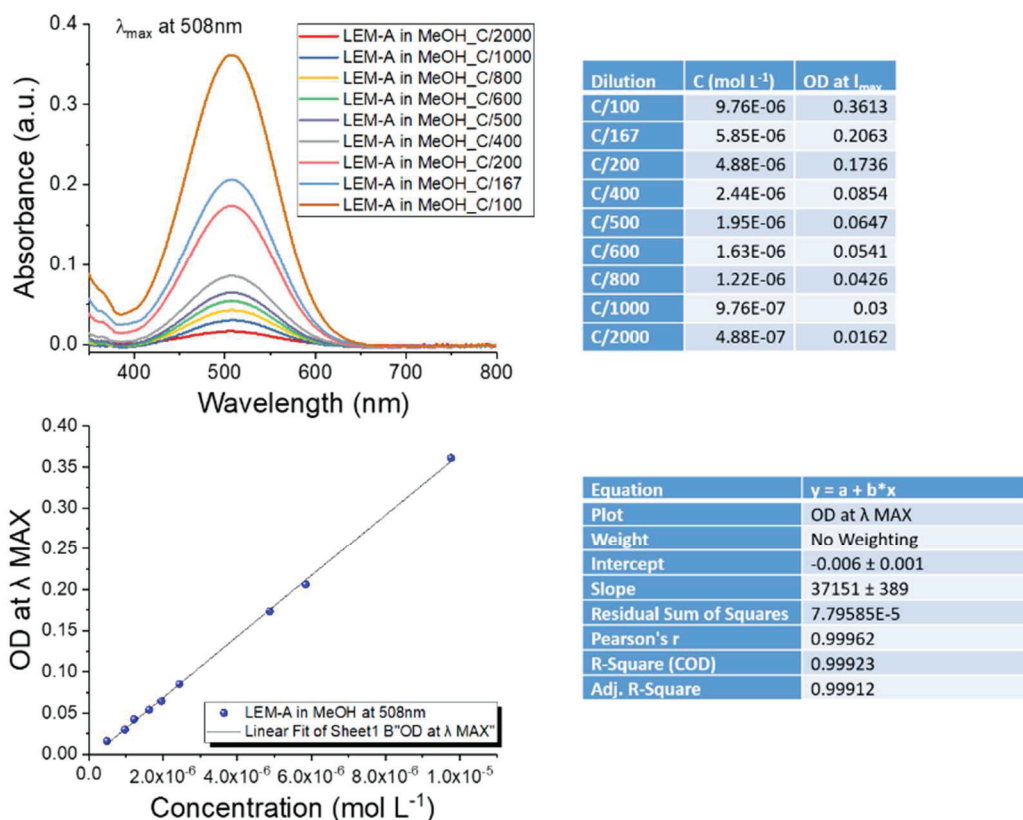 λmax at 508nm
LEM-A in MeOH_C/2000
LEM-A in MeOH_C/1000
LEM-A in MeOH_C/800
LEM-A in MeOH_C/600
LEM-A in MeOH_C/500
LEM-A in MeOH_C/400
LEM-A in MeOH_C/200
LEM-A in MeOH_C/167
LEM-A in MeOH_C/100
Absorbance (a.u.)
0.4
0.3
0.2
0.1
0.0
400 500 600 700 800
Wavelength (nm)
Dilution C (mol L⁻¹) OD at lmax
C/100 9.76E-06 0.3613
C/167 5.85E-06 0.2063
C/200 4.88E-06 0.1736
C/400 2.44E-06 0.0854
C/500 1.95E-06 0.0647
C/600 1.63E-06 0.0541
C/800 1.22E-06 0.0426
C/1000 9.76E-07 0.03
C/2000 4.88E-07 0.0162
OD at λ MAX
0.40
0.35
0.30
0.25
0.20
0.15
0.10
0.05
0.00
LEM-A in MeOH at 508nm
Linear Fit of Sheet1 B"OD at λ MAX"
0.0 2.0x10⁻⁶ 4.0x10⁻⁶ 6.0x10⁻⁶ 8.0x10⁻⁶ 1.0x10⁻⁵
Concentration (mol L⁻¹)
Equation y = a + b*x
Plot OD at λ MAX
Weight No Weighting
Intercept -0.006 ± 0.001
Slope 37151 ± 389
Residual Sum of Squares 7.79585E-5
Pearson's r 0.99962
R-Square (COD) 0.99923
Adj. R-Square 0.99912